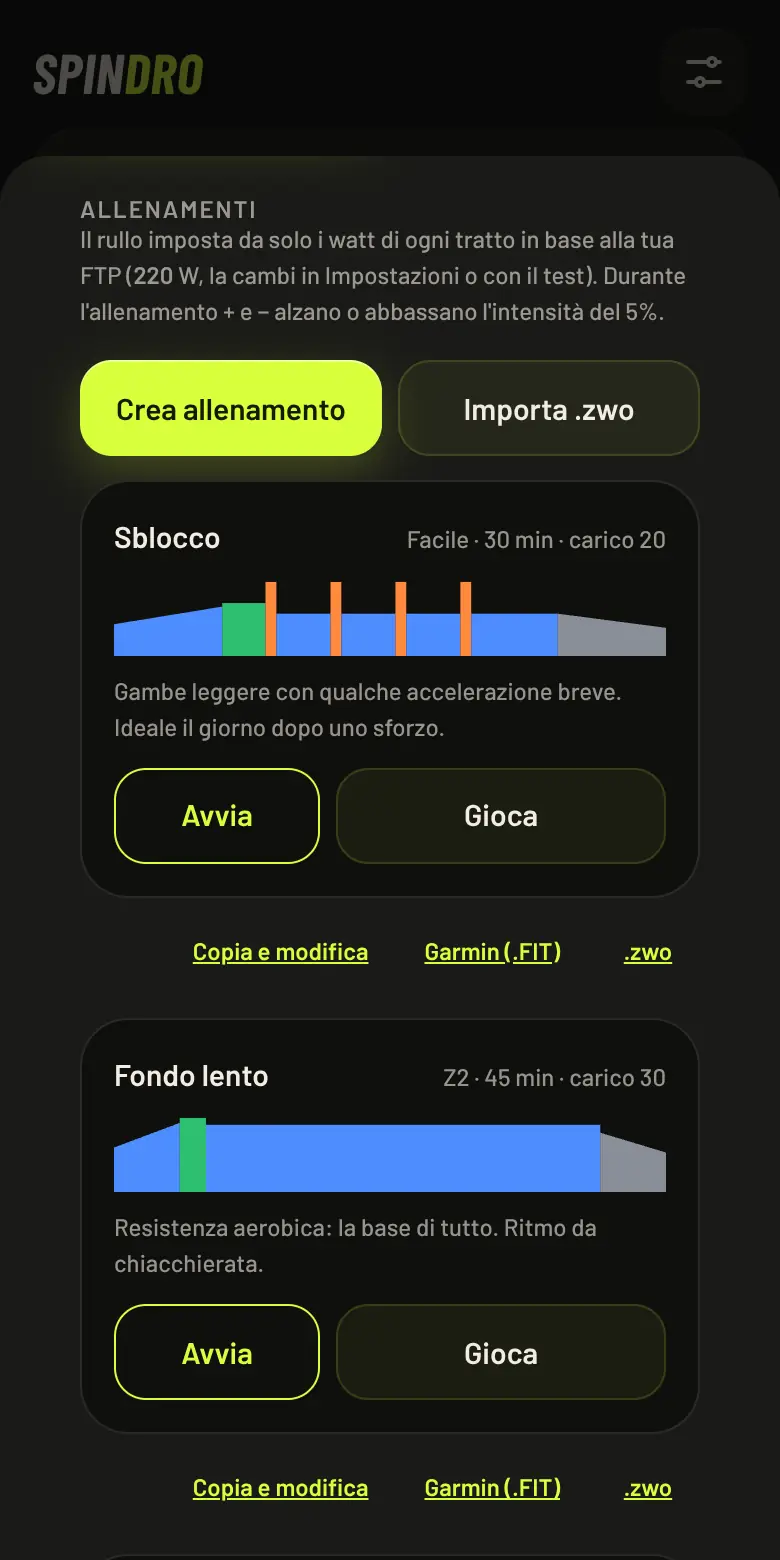 SPINDRO
ALLENAMENTI
Il rullo imposta da solo i watt di ogni tratto in base alla tua
FTP (220 W, la cambi in Impostazioni o con il test). Durante
l'allenamento + e − alzano o abbassano l'intensità del 5%.
Crea allenamento
Importa .zwo
Sblocco
Facile · 30 min · carico 20
Gambe leggere con qualche accelerazione breve.
Ideale il giorno dopo uno sforzo.
Avvia
Gioca
Copia e modifica
Garmin (.FIT)
.zwo
Fondo lento
Z2 · 45 min · carico 30
Resistenza aerobica: la base di tutto. Ritmo da
chiacchierata.
Avvia
Gioca
Copia e modifica
Garmin (.FIT)
.zwo